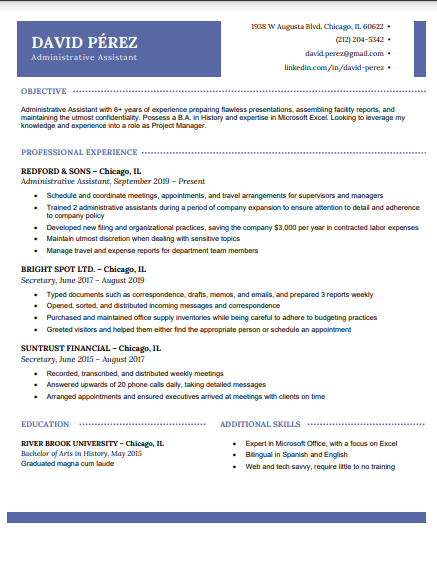 DAVID PÉREZ
Administrative Assistant
1938 W Augusta Blvd, Chicago, IL 60622 •
(212) 204-5342 •
david.perez@gmail.com •
linkedin.com/in/david-perez •
OBJECTIVE
Administrative Assistant with 6+ years of experience preparing flawless presentations, assembling facility reports, and
maintaining the utmost confidentiality. Possess a B.A. in History and expertise in Microsoft Excel. Looking to leverage my
knowledge and experience into a role as Project Manager.
PROFESSIONAL EXPERIENCE
REDFORD & SONS – Chicago, IL
Administrative Assistant, September 2019 – Present
• Schedule and coordinate meetings, appointments, and travel arrangements for supervisors and managers
• Trained 2 administrative assistants during a period of company expansion to ensure attention to detail and adherence
to company policy
• Developed new filing and organizational practices, saving the company $3,000 per year in contracted labor expenses
• Maintain utmost discretion when dealing with sensitive topics
• Manage travel and expense reports for department team members
BRIGHT SPOT LTD. – Chicago, IL
Secretary, June 2017 – August 2019
• Typed documents such as correspondence, drafts, memos, and emails, and prepared 3 reports weekly
• Opened, sorted, and distributed incoming messages and correspondence
• Purchased and maintained office supply inventories while being careful to adhere to budgeting practices
• Greeted visitors and helped them either find the appropriate person or schedule an appointment
SUNTRUST FINANCIAL – Chicago, IL
Secretary, June 2015 – August 2017
• Recorded, transcribed, and distributed weekly meetings
• Answered upwards of 20 phone calls daily, taking detailed messages
• Arranged appointments and ensured executives arrived at meetings with clients on time
EDUCATION
RIVER BROOK UNIVERSITY – Chicago, IL
Bachelor of Arts in History, May 2015
Graduated magna cum laude
ADDITIONAL SKILLS
• Expert in Microsoft Office, with a focus on Excel
• Bilingual in Spanish and English
• Web and tech savvy, require little to no training